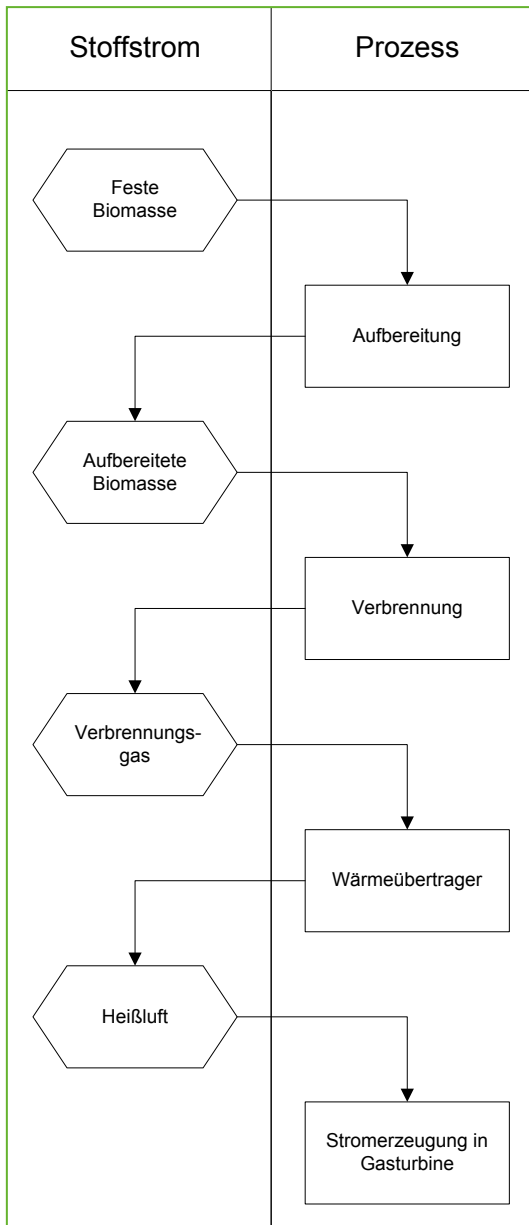 Stoffstrom
Prozess
Feste
Biomasse
Aufbereitung
Aufbereitete
Biomasse
Verbrennung
Verbrennungs-
gas
Wärmeübertrager
Heißluft
Stromerzeugung in
Gasturbine